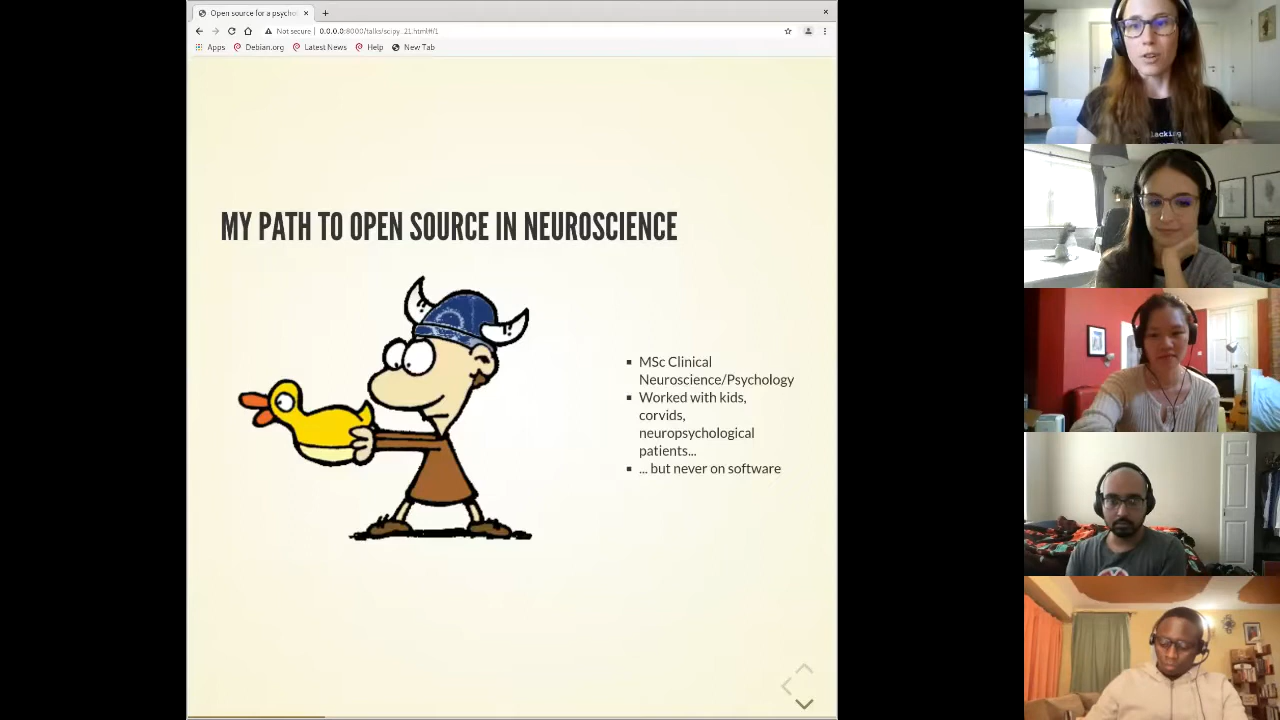 Open source for a psycho
Not secure
0.0.0.0:8000/talks/scipy_21.html#/1
Apps
Debian.org
Latest News
Help
New Tab
MY PATH TO OPEN SOURCE IN NEUROSCIENCE
MSc Clinical
Neuroscience/Psychology
Worked with kids,
corvids,
neuropsychological
patients...
... but never on software